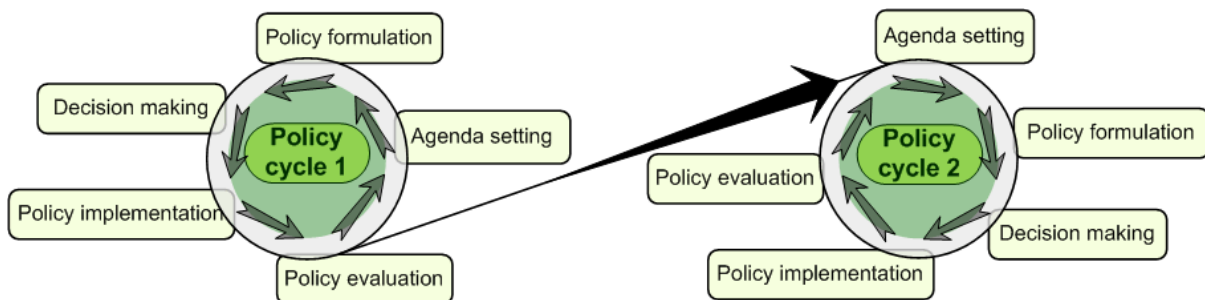 Policy formulation
Decision making
Policy
cycle 1
Agenda setting
Policy implementation
Policy evaluation
Agenda setting
Policy formulation
Policy
cycle 2
Policy evaluation
Decision making
Policy implementation